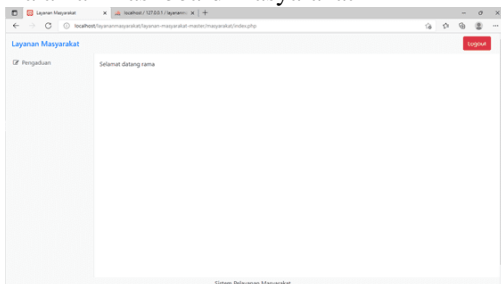 Layanan Masyarakat
localhost / 127.0.0.1 / layananm
localhost/layananmasyarakat/layanan-masyarakat-master/masyarakat/index.php
Layanan Masyarakat
Logout
Pengaduan
Selamat datang rama
Sistem Pelayanan Masyarakat